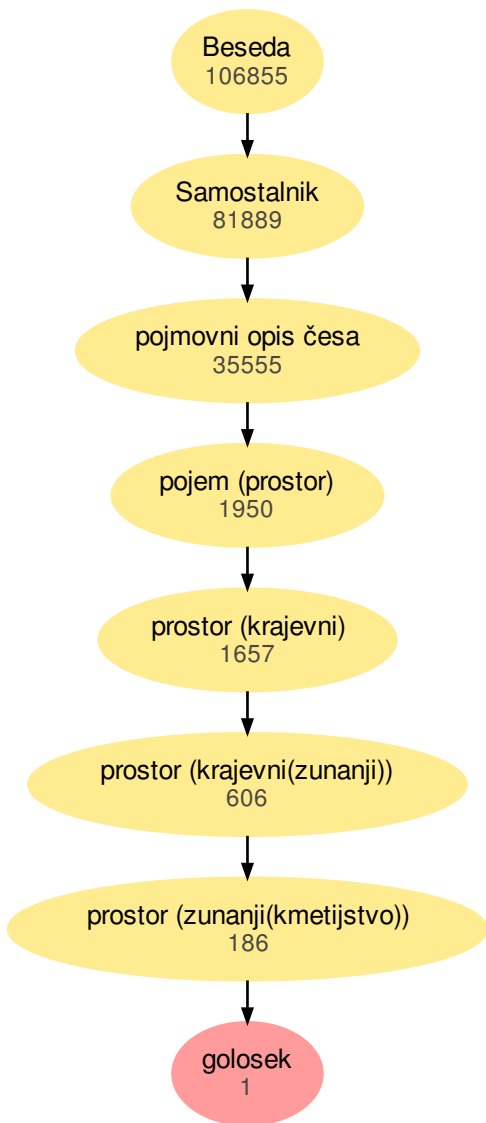 Beseda
106855
Samostalnik
81889
pojmovni opis česa
35555
pojem (prostor)
1950
prostor (krajevni)
1657
prostor (krajevni(zunanji))
606
prostor (zunanji(kmetijstvo))
186
golosek
1